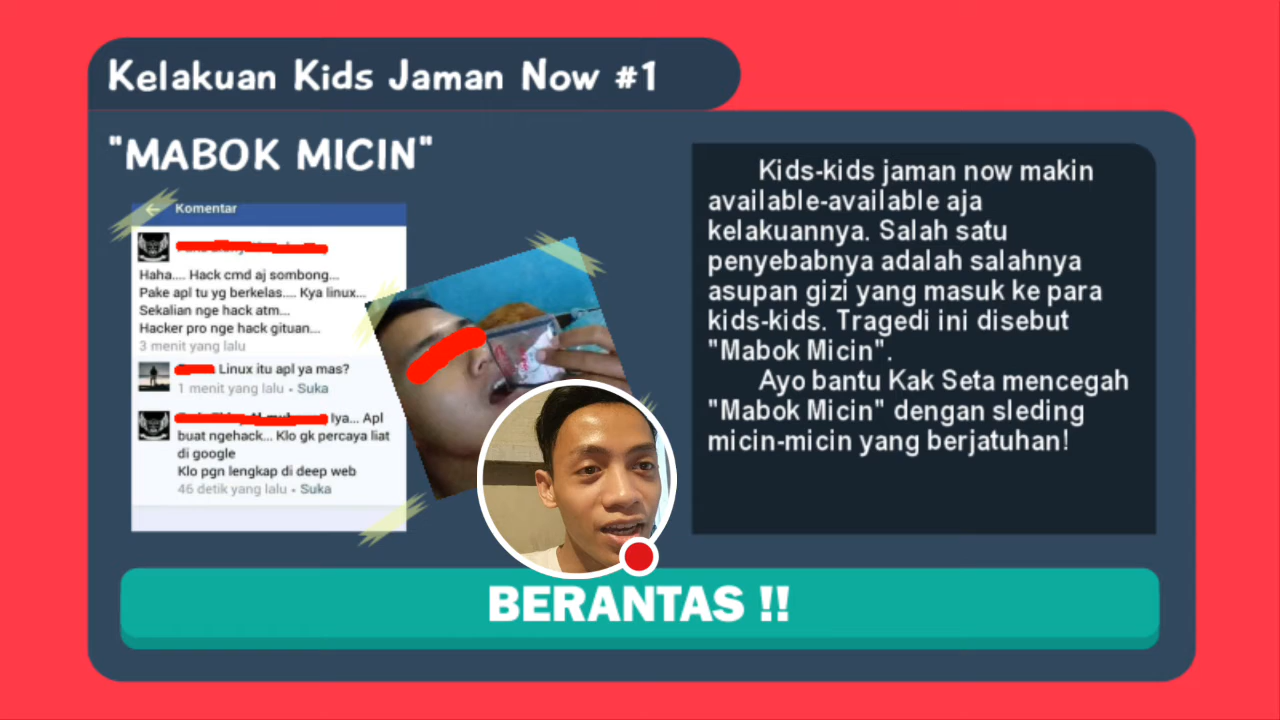 Kelakuan Kids Jaman Now #1
"MABOK MICIN"
Komentar
Haha.... Hack cmd aj sombong...
Pake apl tu yg berkelas.... Kya linux...
Sekalian nge hack atm...
Hacker pro nge hack gituan...
3 menit yang lalu
Linux itu apl ya mas?
1 menit yang lalu • Suka
Iya... Apl
buat ngehack... Klo gk percaya liat
di google
Klo pgn lengkap di deep web
46 detik yang lalu • Suka
Kids-kids jaman now makin
available-available aja
kelakuannya. Salah satu
penyebabnya adalah salahnya
asupan gizi yang masuk ke para
kids-kids. Tragedi ini disebut
"Mabok Micin".
Ayo bantu Kak Seta mencegah
"Mabok Micin" dengan sleding
micin-micin yang berjatuhan!
BERANTAS !!